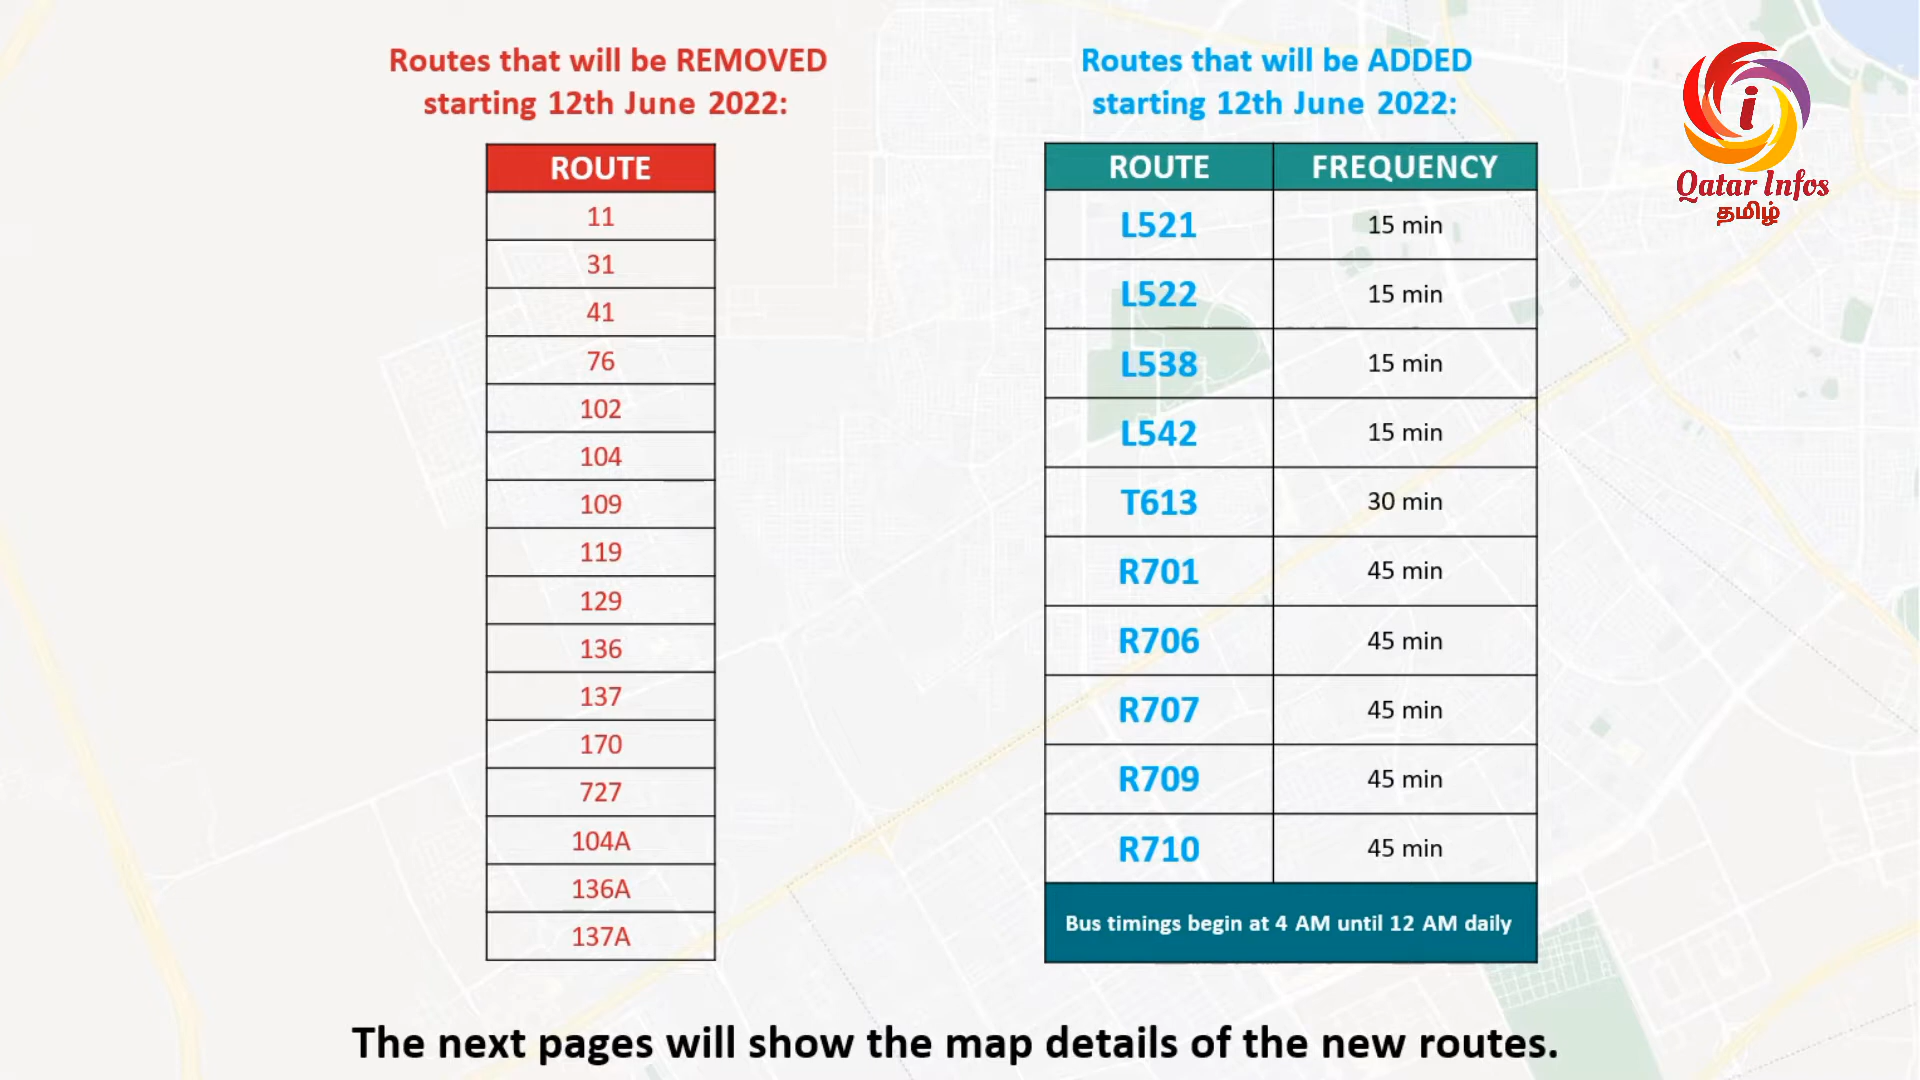 Routes that will be REMOVED
starting 12th June 2022:
ROUTE
11
31
41
76
102
104
109
119
129
136
137
170
727
104A
136A
137A
Routes that will be ADDED
starting 12th June 2022:
ROUTE FREQUENCY
L521 15 min
L522 15 min
L538 15 min
L542 15 min
T613 30 min
R701 45 min
R706 45 min
R707 45 min
R709 45 min
R710 45 min
Bus timings begin at 4 AM until 12 AM daily
i
Qatar Infos
தமிழ்
The next pages will show the map details of the new routes.